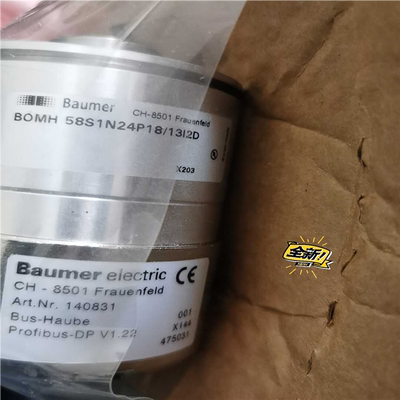 Baumer CH-8501 Frauenfeld
BOMH 58S1N24P18/13I2D
X203
全新!
Baumer electric CE
CH - 8501 Frauenfeld
Art.Nr. 140831 001
Bus-Haube X144
Profibus-DP V1.22 475031